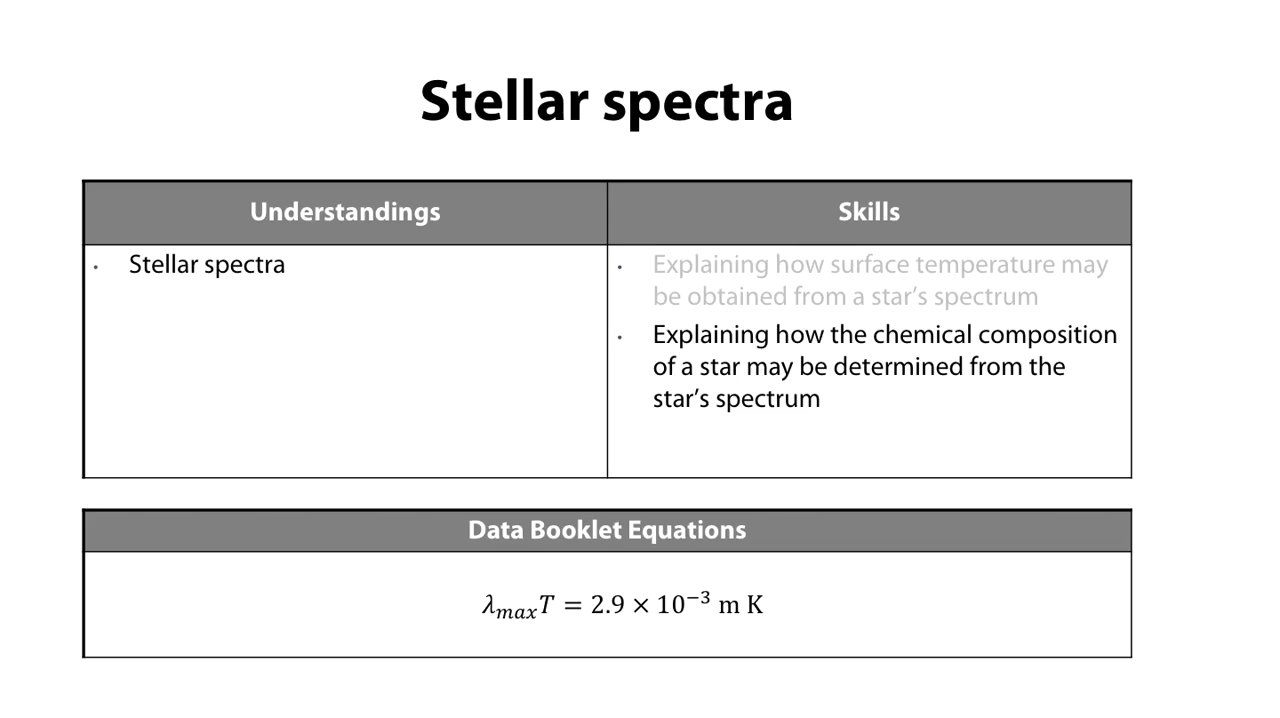 Stellar spectra
Understandings
Skills
· Stellar spectra
· Explaining how surface temperature may
be obtained from a star’s spectrum
· Explaining how the chemical composition
of a star may be determined from the
star’s spectrum
Data Booklet Equations
λₘₐₓT = 2.9 × 10⁻³ m K